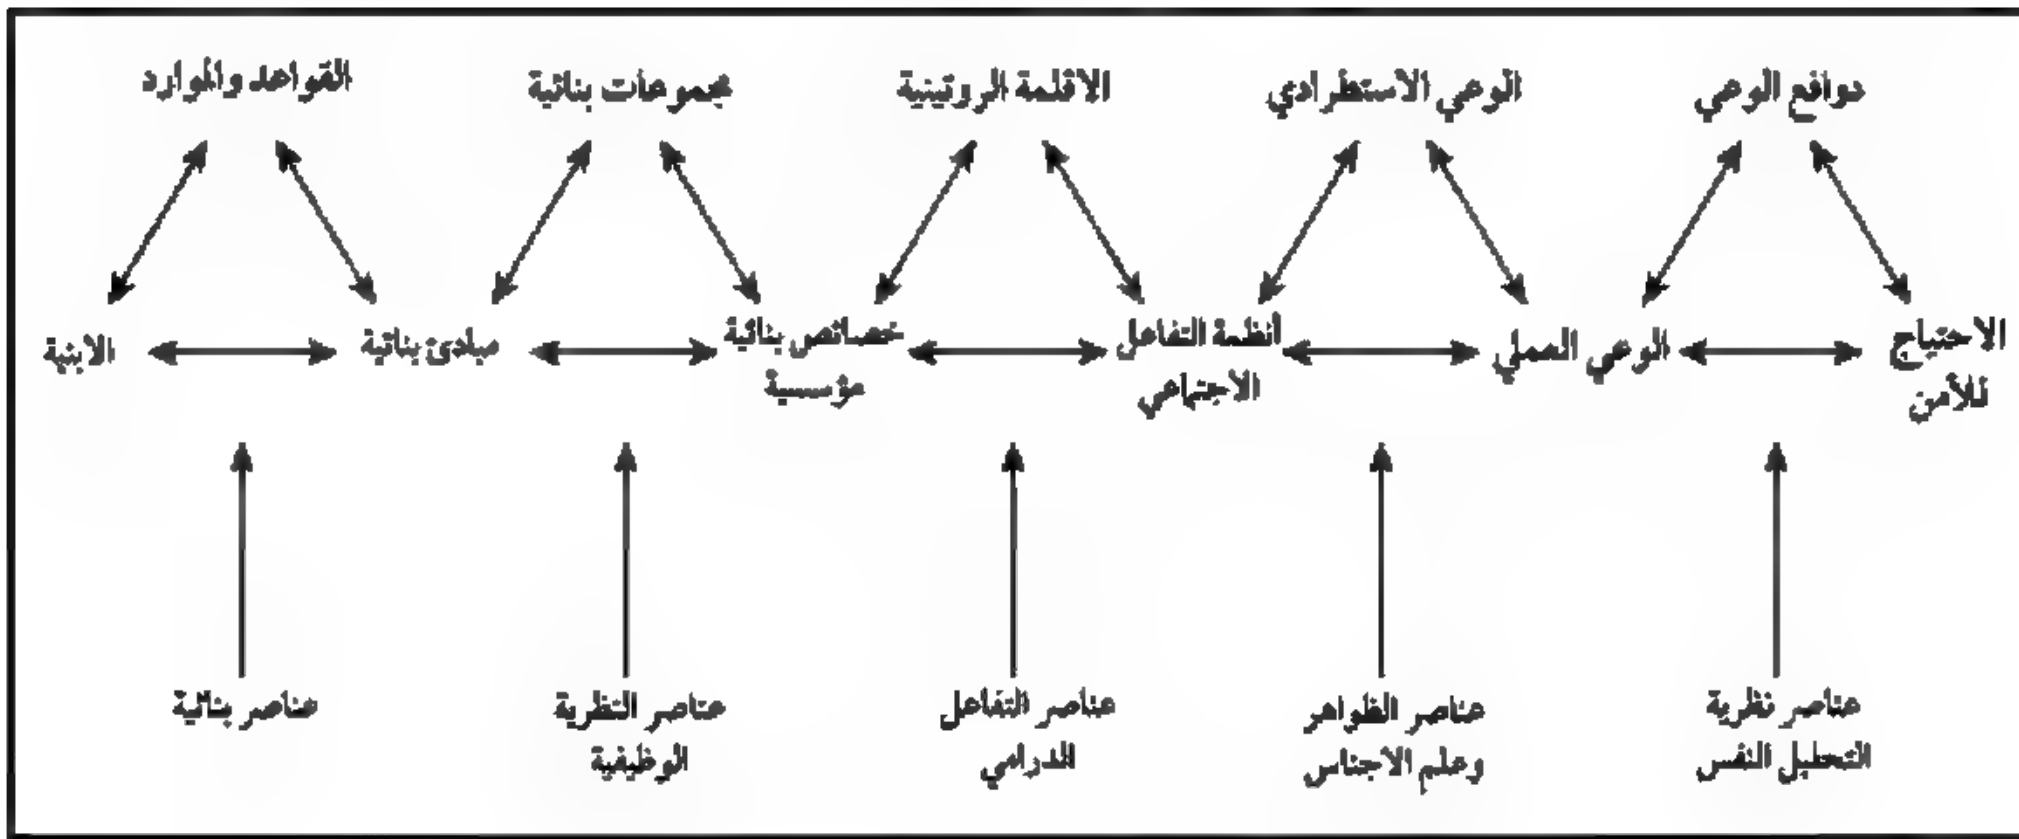 دوافع الوعي
الوعي الاستطرادي
الاقلمة الروتينية
مجموعات بنائية
القواعد والموارد
الاحتياج
للأمن
الوعي العملي
أنظمة التفاعل
الاجتماعي
خصائص بنائية
مؤسسية
مبادئ بنائية
الابنية
عناصر نظرية
التحليل النفس
عناصر الظواهر
وعلم الاجناس
عناصر التفاعل
الدرامي
عناصر النظرية
الوظيفية
عناصر بنائية